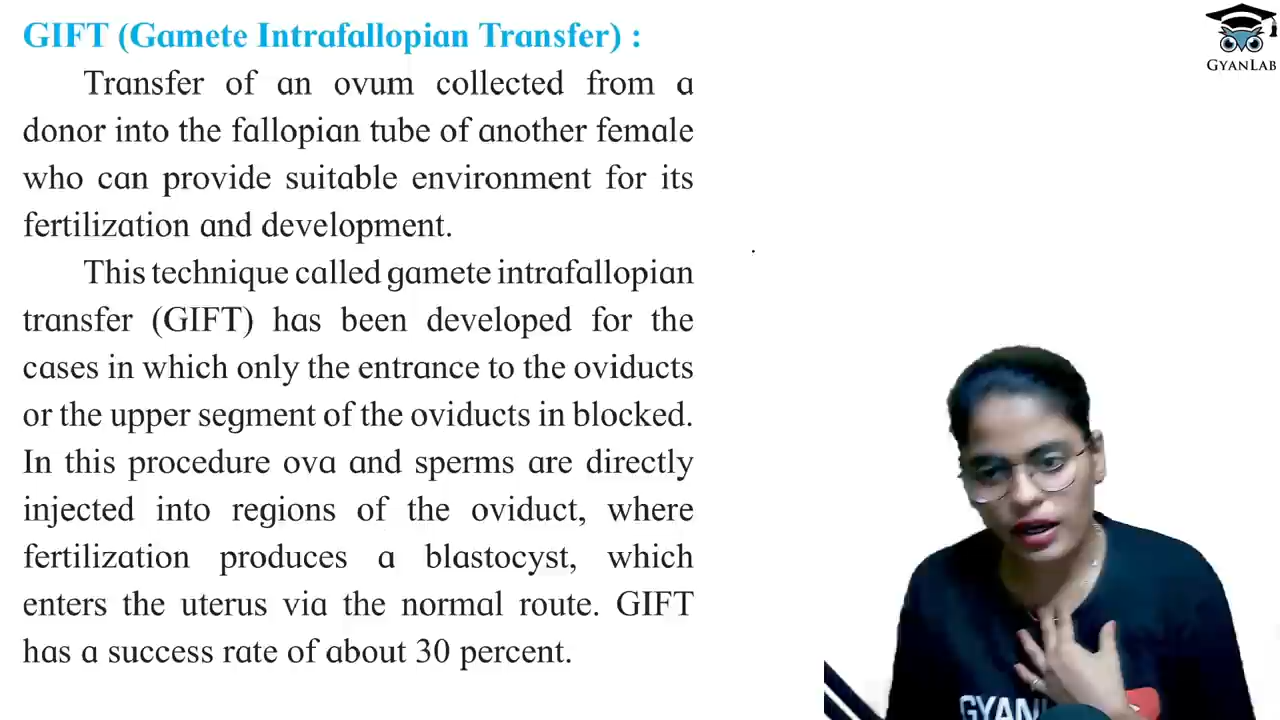 GIFT (Gamete Intrafallopian Transfer) :
Transfer of an ovum collected from a
donor into the fallopian tube of another female
who can provide suitable environment for its
fertilization and development.
This technique called gamete intrafallopian
transfer (GIFT) has been developed for the
cases in which only the entrance to the oviducts
or the upper segment of the oviducts in blocked.
In this procedure ova and sperms are directly
injected into regions of the oviduct, where
fertilization produces a blastocyst, which
enters the uterus via the normal route. GIFT
has a success rate of about 30 percent.
GYANLAB